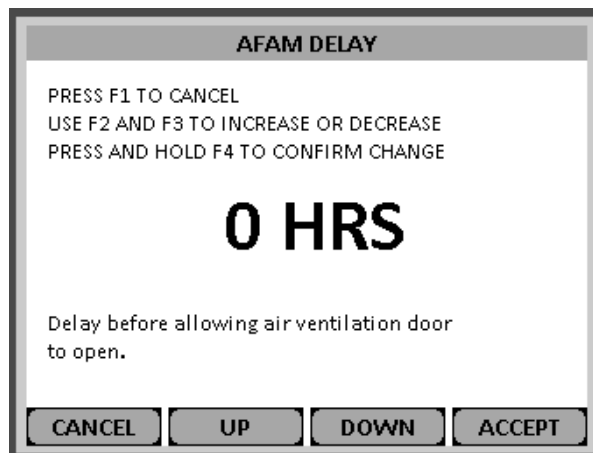 AFAM DELAY
PRESS F1 TO CANCEL
USE F2 AND F3 TO INCREASE OR DECREASE
PRESS AND HOLD F4 TO CONFIRM CHANGE
0 HRS
Delay before allowing air ventilation door
to open.
CANCEL UP DOWN ACCEPT